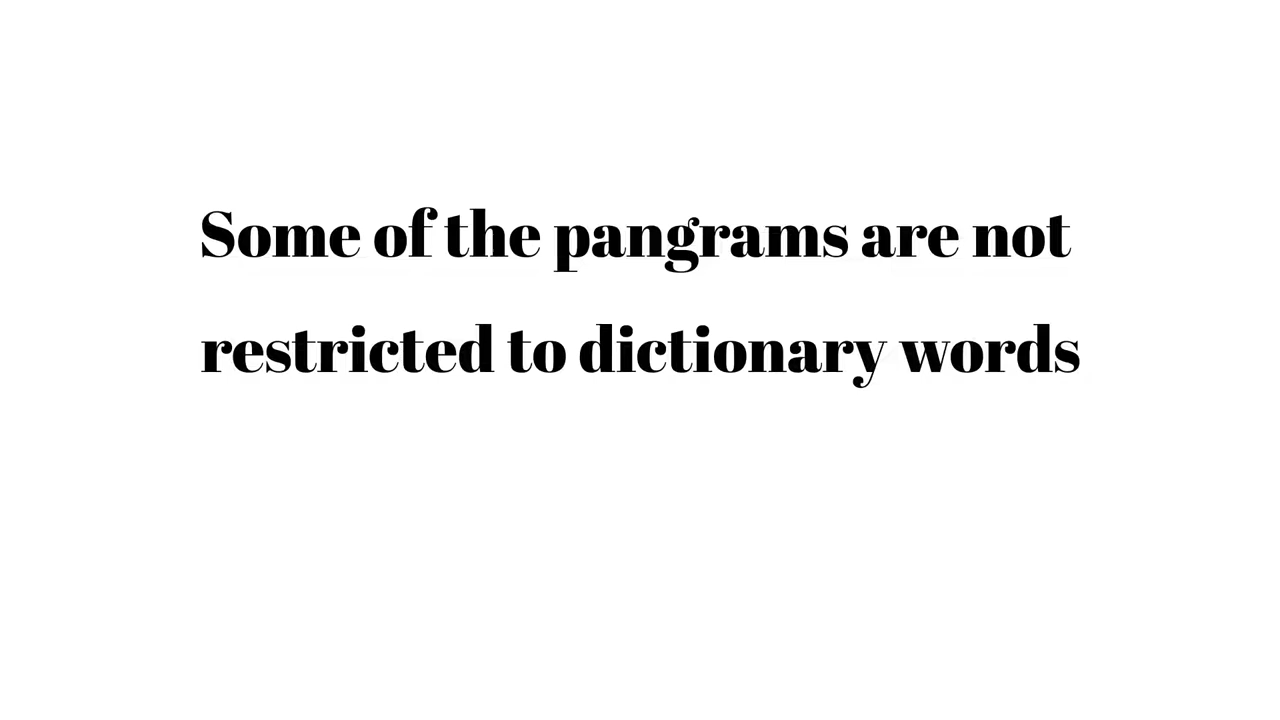 Some of the pangrams are not
restricted to dictionary words